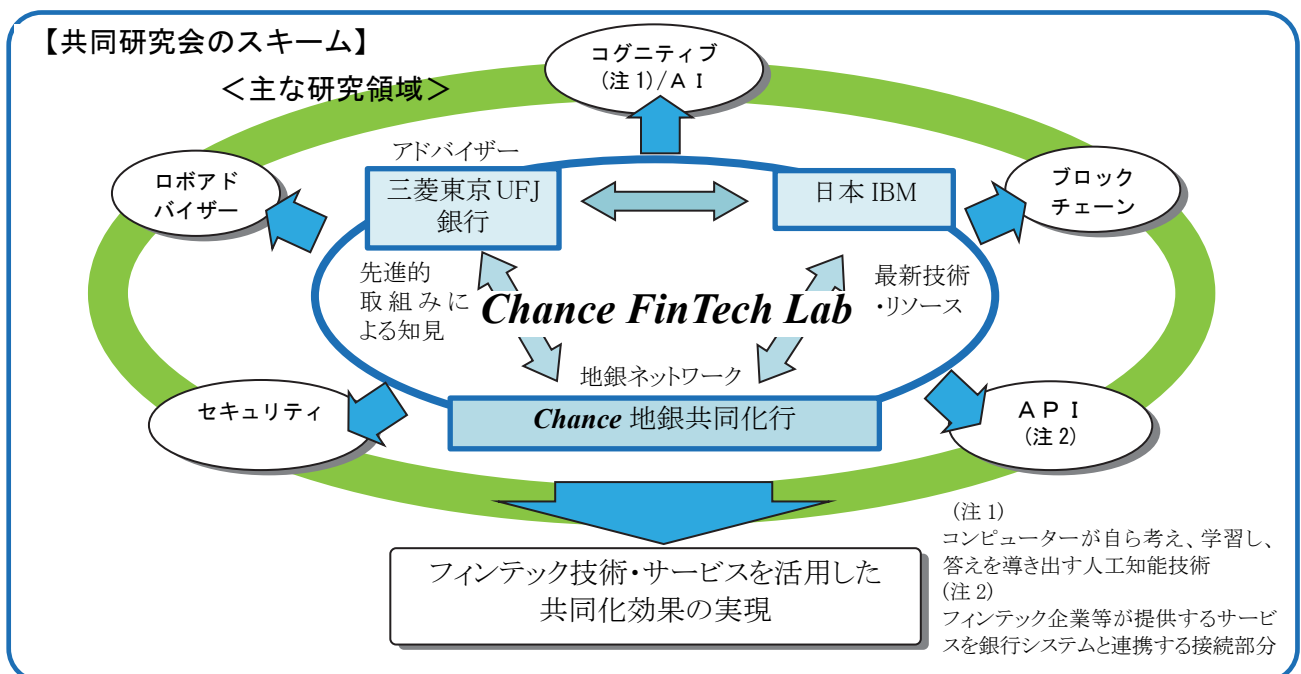 【共同研究会のスキーム】
＜主な研究領域＞
コグニティブ
(注1)/ＡＩ
アドバイザー
三菱東京UFJ
銀行
日本IBM
ロボアド
バイザー
ブロック
チェーン
先進的
取組みに
よる知見
最新技術
・リソース
Chance FinTech Lab
地銀ネットワーク
Chance 地銀共同化行
セキュリティ
ＡＰＩ
(注2)
フィンテック技術・サービスを活用した
共同化効果の実現
(注1)
コンピューターが自ら考え、学習し、
答えを導き出す人工知能技術
(注2)
フィンテック企業等が提供するサービ
スを銀行システムと連携する接続部分